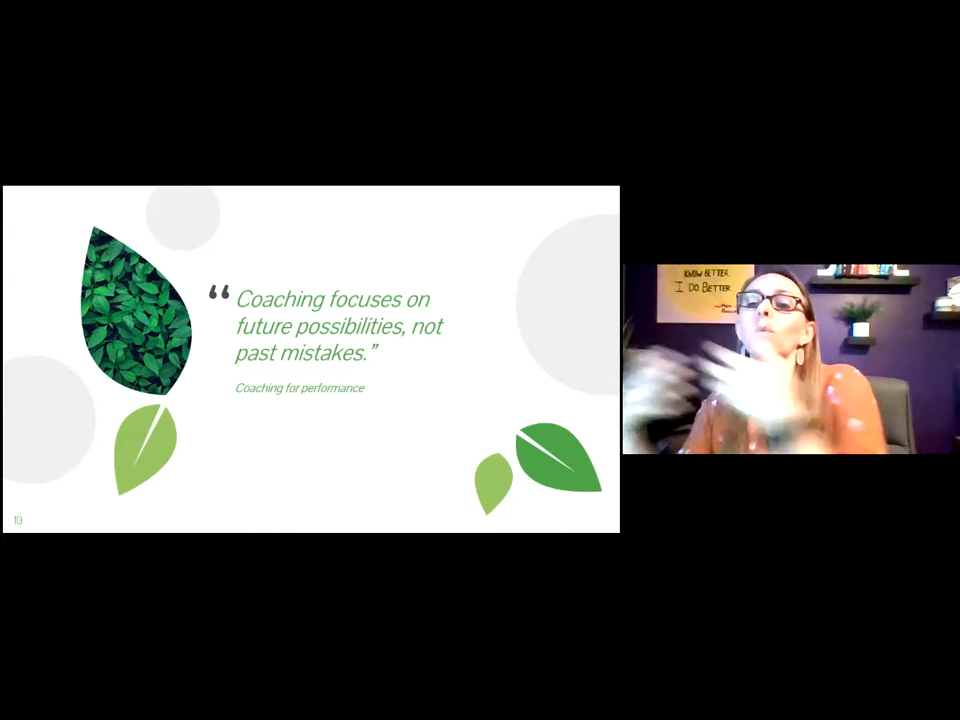 “Coaching focuses on
future possibilities, not
past mistakes.”
Coaching for performance
10
KNOW BETTER
I DO BETTER